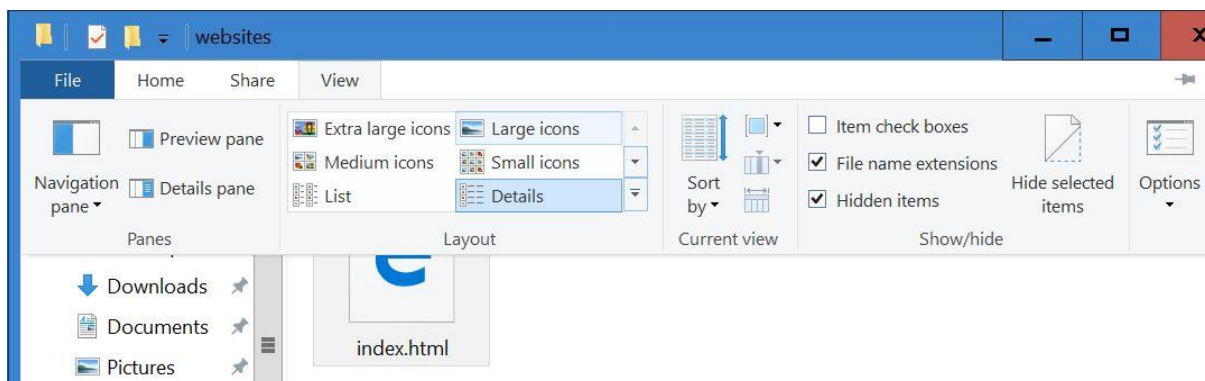 websites
File Home Share View
Navigation pane
Preview pane
Details pane
Panes
Extra large icons Large icons
Medium icons Small icons
List Details
Layout
Sort by
Current view
Item check boxes
File name extensions
Hidden items
Hide selected items
Show/hide
Options
Downloads
Documents
Pictures
index.html